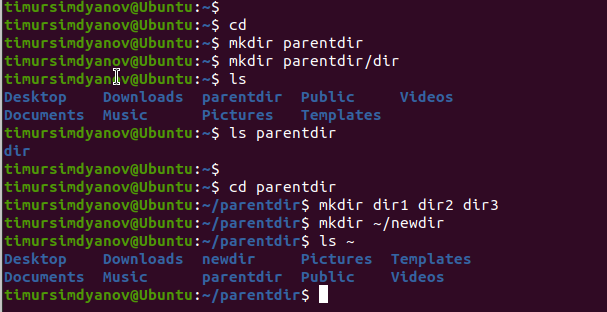 timursimdyanov@Ubuntu:~$
timursimdyanov@Ubuntu:~$ cd
timursimdyanov@Ubuntu:~$ mkdir parentdir
timursimdyanov@Ubuntu:~$ mkdir parentdir/dir
timursimdyanov@Ubuntu:~$ ls
Desktop Downloads parentdir Public Videos
Documents Music Pictures Templates
timursimdyanov@Ubuntu:~$ ls parentdir
dir
timursimdyanov@Ubuntu:~$
timursimdyanov@Ubuntu:~$ cd parentdir
timursimdyanov@Ubuntu:~/parentdir$ mkdir dir1 dir2 dir3
timursimdyanov@Ubuntu:~/parentdir$ mkdir ~/newdir
timursimdyanov@Ubuntu:~/parentdir$ ls ~
Desktop Downloads newdir Pictures Templates
Documents Music parentdir Public Videos
timursimdyanov@Ubuntu:~/parentdir$